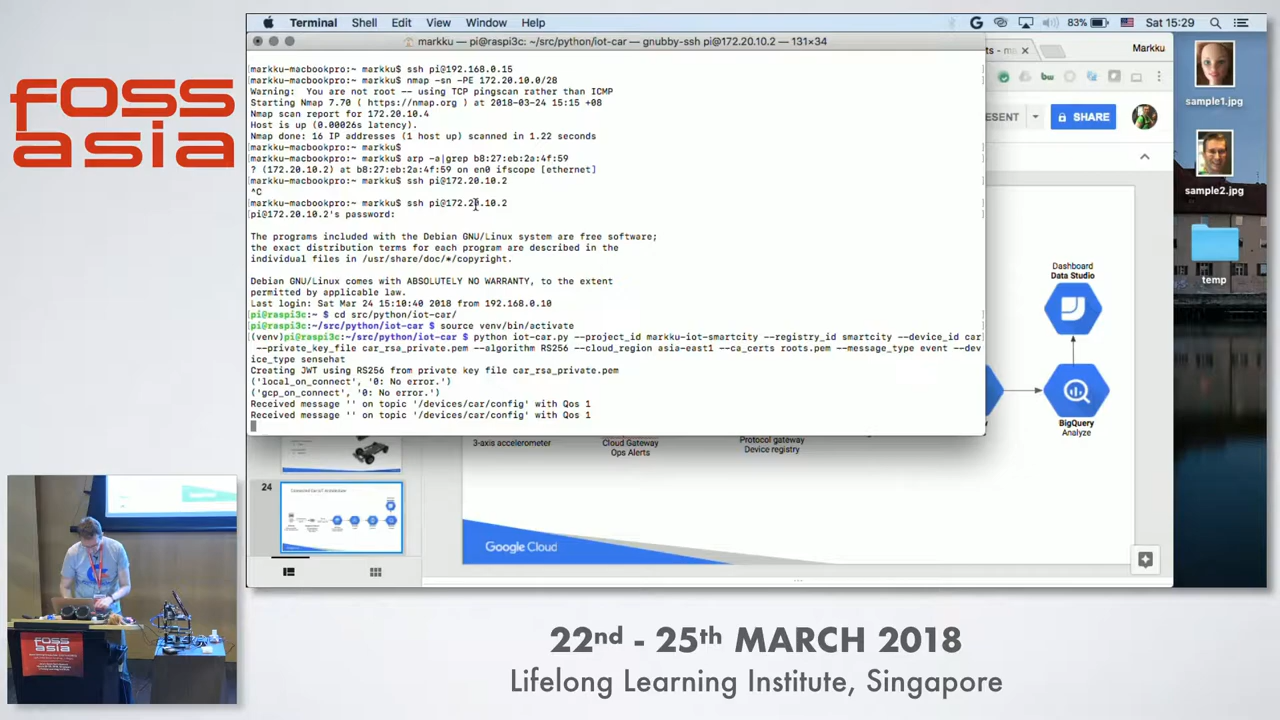 foss
asia
Terminal Shell Edit View Window Help
83% Sat 15:29
markku — pi@raspi3c: ~/src/python/iot-car — gnubby-ssh pi@172.20.10.2 — 131×34
markku-macbookpro:~ markku$ ssh pi@192.168.0.15
markku-macbookpro:~ markku$ nmap -sn -PE 172.20.10.0/28
Warning:  You are not root -- using TCP pingscan rather than ICMP
Starting Nmap 7.70 ( https://nmap.org ) at 2018-03-24 15:15 +08
Nmap scan report for 172.20.10.4
Host is up (0.00026s latency).
Nmap done: 16 IP addresses (1 host up) scanned in 1.22 seconds
markku-macbookpro:~ markku$
markku-macbookpro:~ markku$ arp -a|grep b8:27:eb:2a:4f:59
? (172.20.10.2) at b8:27:eb:2a:4f:59 on en0 ifscope [ethernet]
markku-macbookpro:~ markku$ ssh pi@172.20.10.2
^C
markku-macbookpro:~ markku$ ssh pi@172.20.10.2
pi@172.20.10.2's password:
The programs included with the Debian GNU/Linux system are free software;
the exact distribution terms for each program are described in the
individual files in /usr/share/doc/*/copyright.
Debian GNU/Linux comes with ABSOLUTELY NO WARRANTY, to the extent
permitted by applicable law.
Last login: Sat Mar 24 15:10:40 2018 from 192.168.0.10
pi@raspi3c:~ $ cd src/python/iot-car/
pi@raspi3c:~/src/python/iot-car $ source venv/bin/activate
(venv)pi@raspi3c:~/src/python/iot-car $ python iot-car.py --project_id markku-iot-smartcity --registry_id smartcity --device_id car
--private_key_file car_rsa_private.pem --algorithm RS256 --cloud_region asia-east1 --ca_certs roots.pem --message_type event --dev
ice_type sensehat
Creating JWT using RS256 from private key file car_rsa_private.pem
('local_on_connect', '0: No error.')
('gcp_on_connect', '0: No error.')
Received message '' on topic '/devices/car/config' with Qos 1
Received message '' on topic '/devices/car/config' with Qos 1
Markku
SHARE
sample1.jpg
sample2.jpg
temp
Dashboard
Data Studio
BigQuery
Analyze
3-axis accelerometer
Cloud Gateway
Ops Alerts
Protocol gateway
Device registry
24
Google Cloud
foss
asia
22nd - 25th MARCH 2018
Lifelong Learning Institute, Singapore